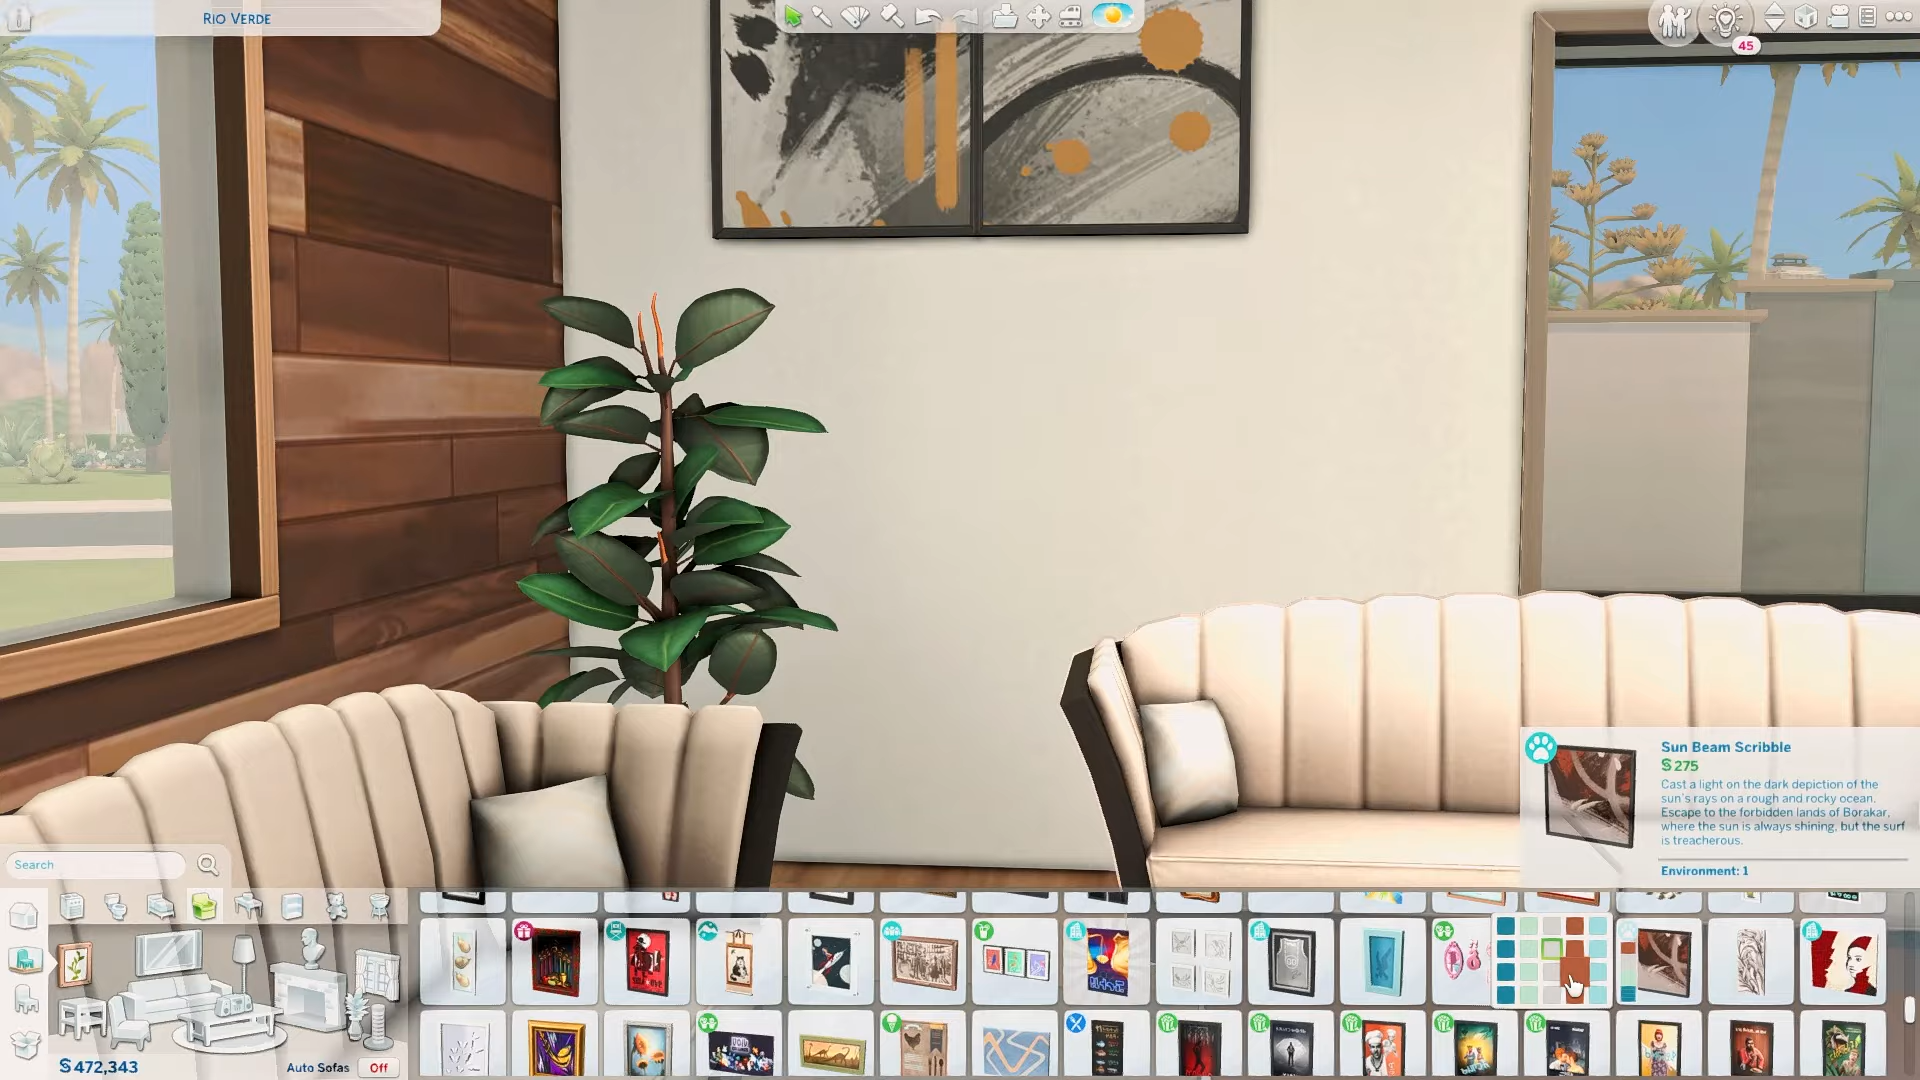 RIO VERDE
45
Sun Beam Scribble
§275
Cast a light on the dark depiction of the
sun's rays on a rough and rocky ocean.
Escape to the forbidden lands of Borakar,
where the sun is always shining, but the surf
is treacherous.
Environment: 1
Search
§472,343
Auto Sofas
Off